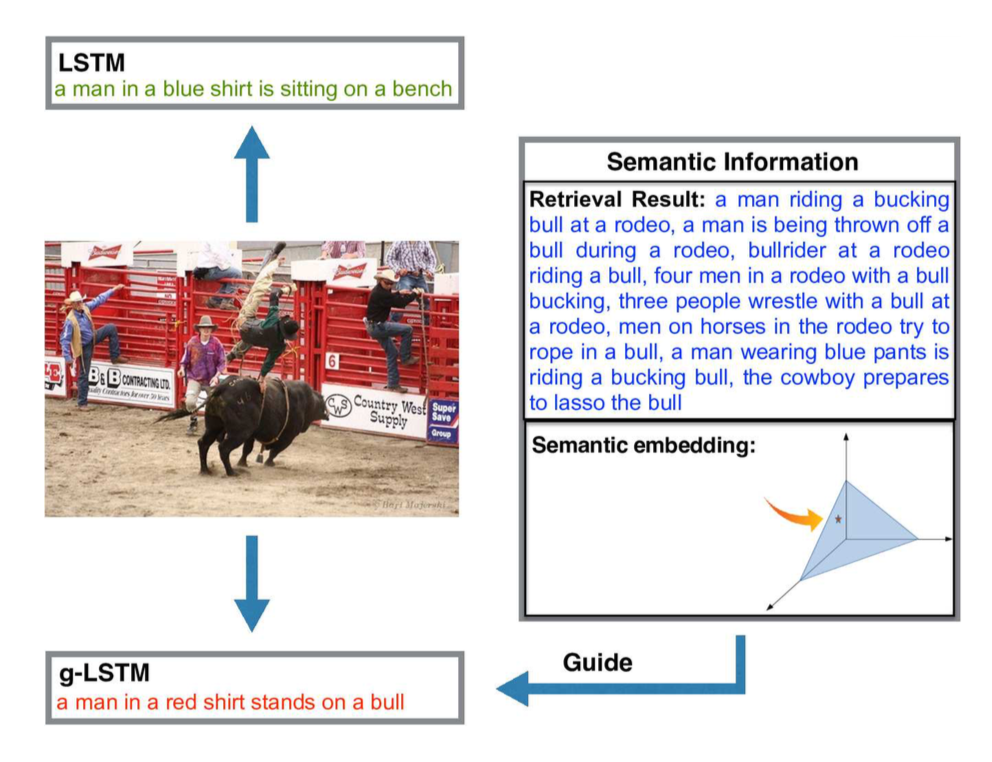 LSTM
a man in a blue shirt is sitting on a bench
Semantic Information
Retrieval Result: a man riding a bucking
bull at a rodeo, a man is being thrown off a
bull during a rodeo, bullrider at a rodeo
riding a bull, four men in a rodeo with a bull
bucking, three people wrestle with a bull at
a rodeo, men on horses in the rodeo try to
rope in a bull, a man wearing blue pants is
riding a bucking bull, the cowboy prepares
to lasso the bull
Semantic embedding:
Budweiser
Budweiser
6
B&B CONTRACTING LTD.
CWS Country West
Supply
Super
Save
Group
Guide
g-LSTM
a man in a red shirt stands on a bull